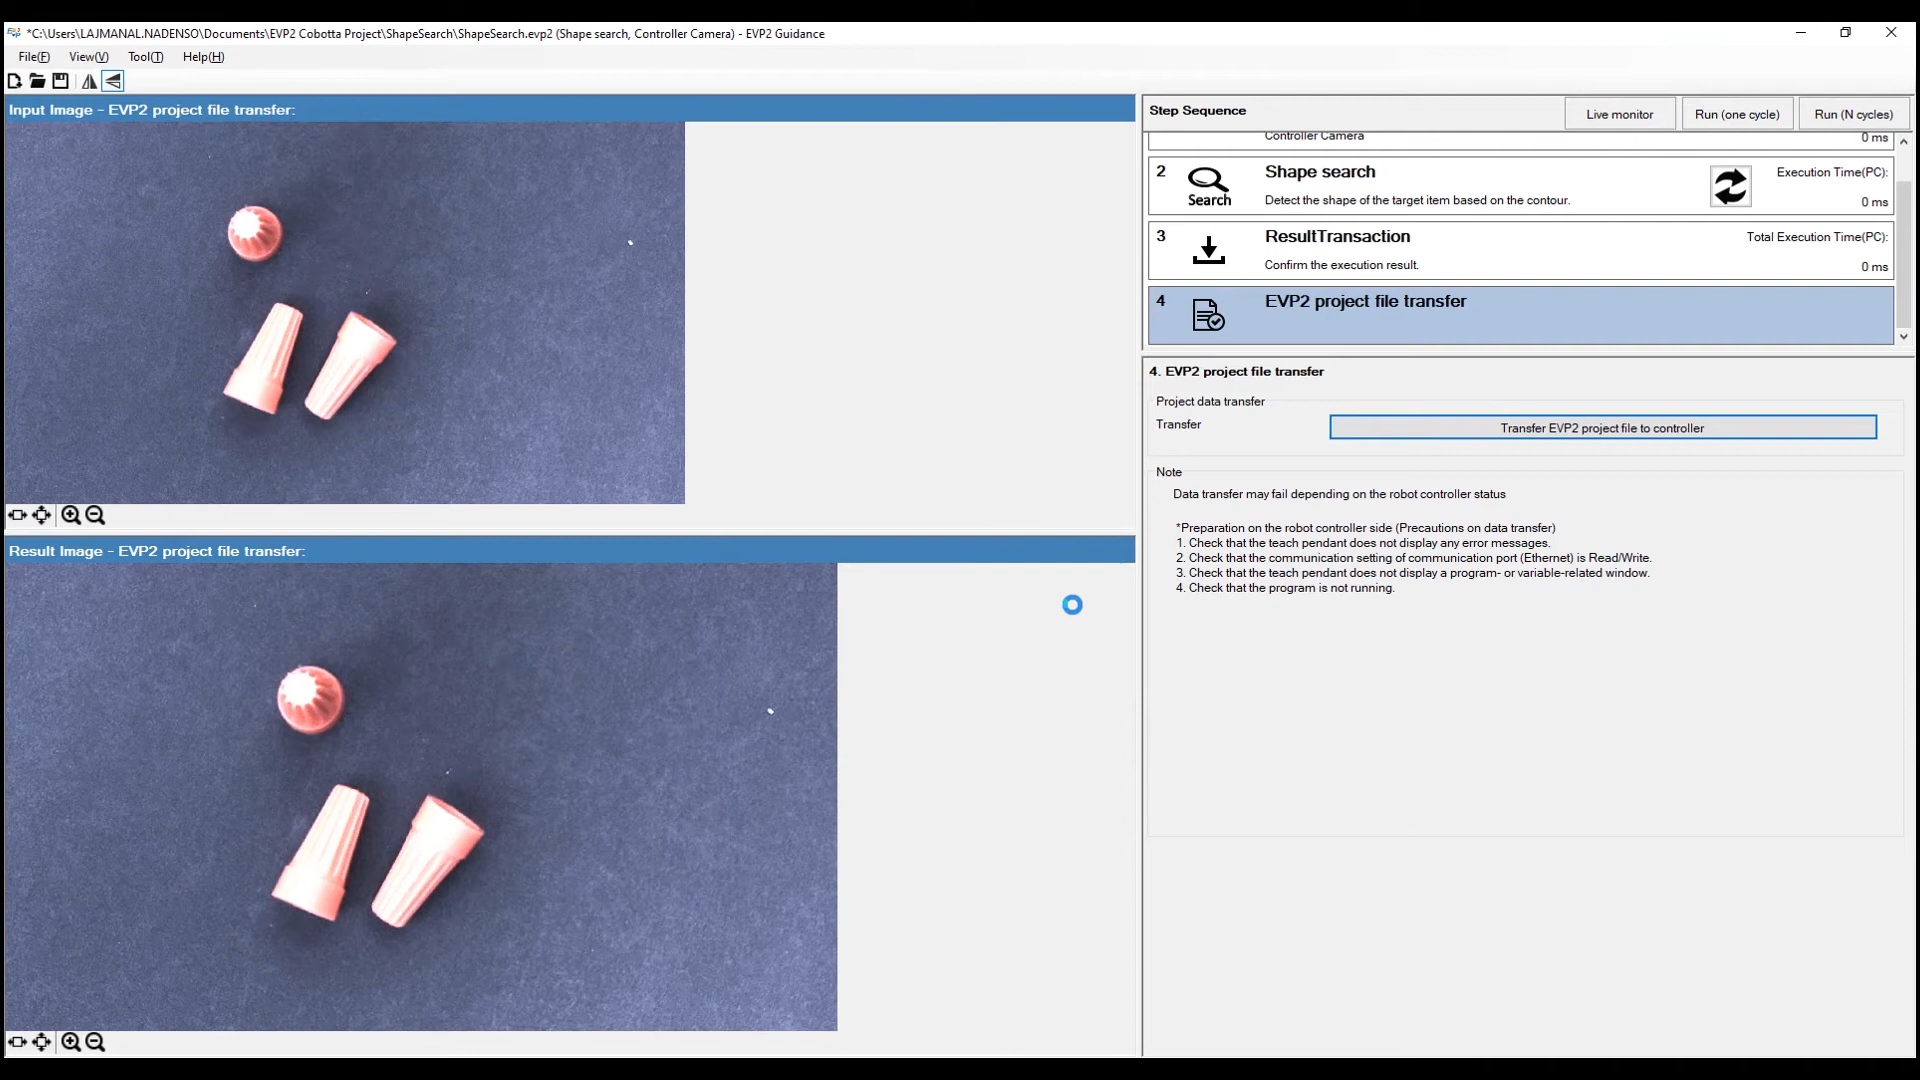 *C:\Users\LAJMANAL.NADENSO\Documents\EVP2 Cobotta Project\ShapeSearch\ShapeSearch.evp2 (Shape search, Controller Camera) - EVP2 Guidance
File(F) View(V) Tool(T) Help(H)
Input Image - EVP2 project file transfer:
Result Image - EVP2 project file transfer:
Step Sequence
Live monitor
Run (one cycle)
Run (N cycles)
Controller Camera
0 ms
2
Search
Shape search
Detect the shape of the target item based on the contour.
Execution Time(PC):
0 ms
3
ResultTransaction
Confirm the execution result.
Total Execution Time(PC):
0 ms
4
EVP2 project file transfer
4. EVP2 project file transfer
Project data transfer
Transfer
Transfer EVP2 project file to controller
Note
Data transfer may fail depending on the robot controller status
*Preparation on the robot controller side (Precautions on data transfer)
1. Check that the teach pendant does not display any error messages.
2. Check that the communication setting of communication port (Ethernet) is Read/Write.
3. Check that the teach pendant does not display a program- or variable-related window.
4. Check that the program is not running.